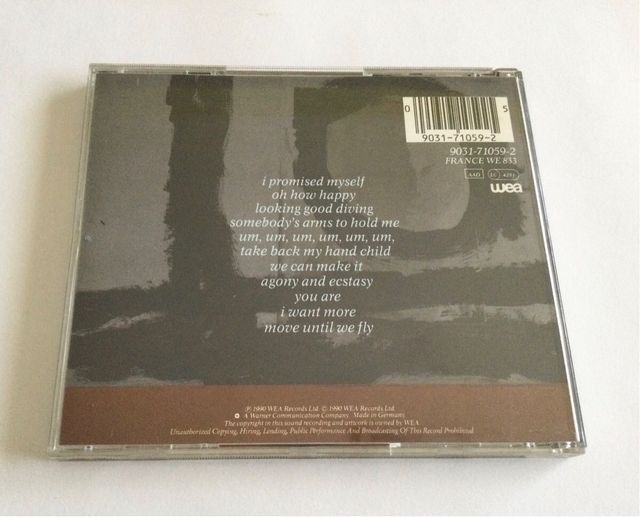 0 5
9031-71059-2
9031-71059-2
FRANCE WE 833
AAD LC 4281
wea
i promised myself
oh how happy
looking good diving
somebody's arms to hold me
um, um, um, um, um, um,
take back my hand child
we can make it
agony and ecstasy
you are
i want more
move until we fly
℗ 1990 WEA Records Ltd. © 1990 WEA Records Ltd.
A Warner Communication Company Made in Germany
The copyright in this sound recording and artwork is owned by WEA
Unauthorized Copying, Hiring, Lending, Public Performance And Broadcasting Of This Record Prohibited